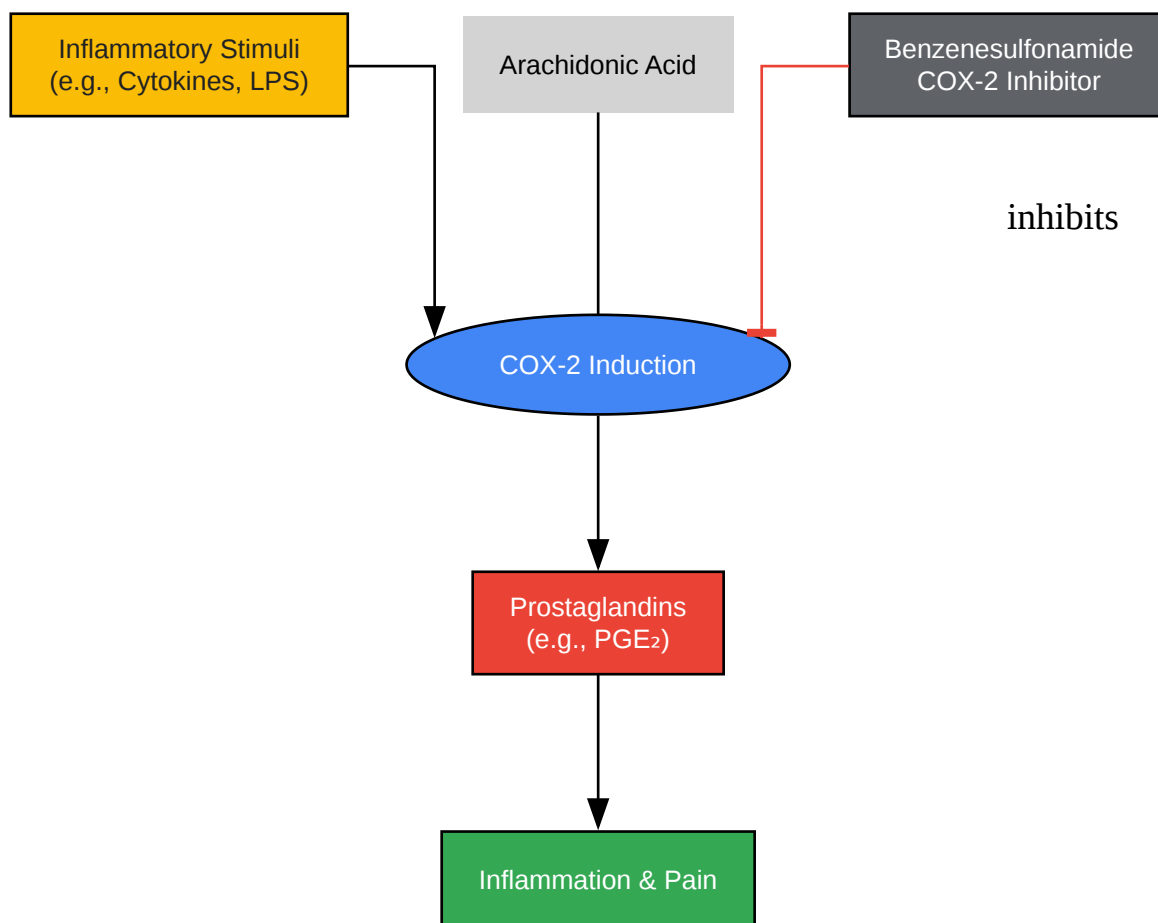 Inflammatory Stimuli
(e.g., Cytokines, LPS)
Arachidonic Acid
Benzenesulfonamide
COX-2 Inhibitor
inhibits
COX-2 Induction
Prostaglandins
(e.g., PGE₂)
Inflammation & Pain